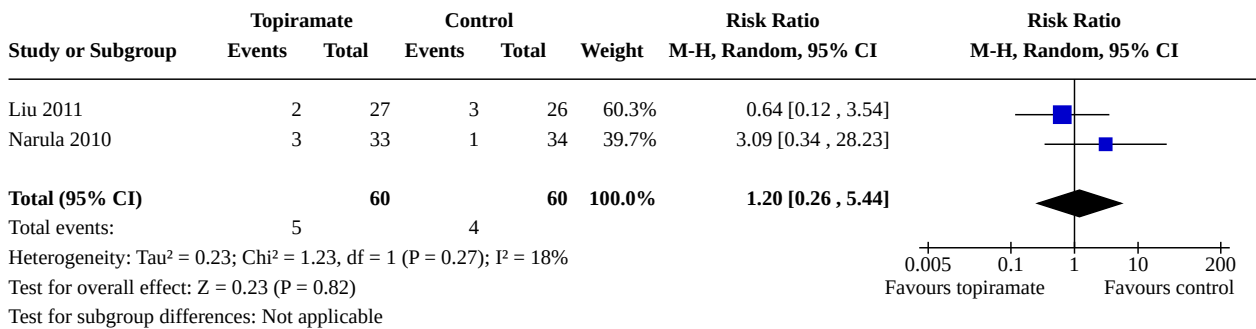 Topiramate Control Risk Ratio Risk Ratio
Study or Subgroup Events Total Events Total Weight M-H, Random, 95% CI M-H, Random, 95% CI
Liu 2011 2 27 3 26 60.3% 0.64 [0.12 , 3.54]
Narula 2010 3 33 1 34 39.7% 3.09 [0.34 , 28.23]
Total (95% CI) 60 60 100.0% 1.20 [0.26 , 5.44]
Total events: 5 4
Heterogeneity: Tau² = 0.23; Chi² = 1.23, df = 1 (P = 0.27); I² = 18%
0.005 0.1 1 10 200
Test for overall effect: Z = 0.23 (P = 0.82)
Favours topiramate Favours control
Test for subgroup differences: Not applicable